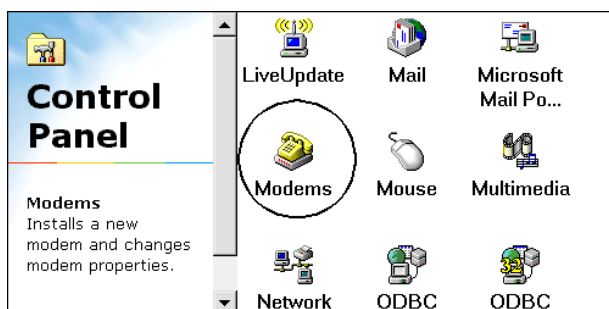 Control
Panel
Modems
Installs a new
modem and changes
modem properties.
LiveUpdate
Mail
Microsoft
Mail Po...
Modems
Mouse
Multimedia
32
Network
ODBC
ODBC